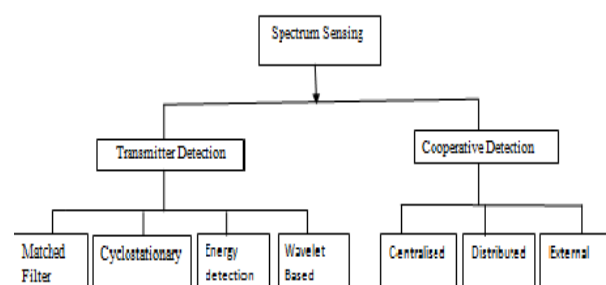 Spectrum Sensing
Transmitter Detection
Cooperative Detection
Matched
Filter
Cyclostationary
Energy
detection
Wavelet
Based
Centralised
Distributed
External